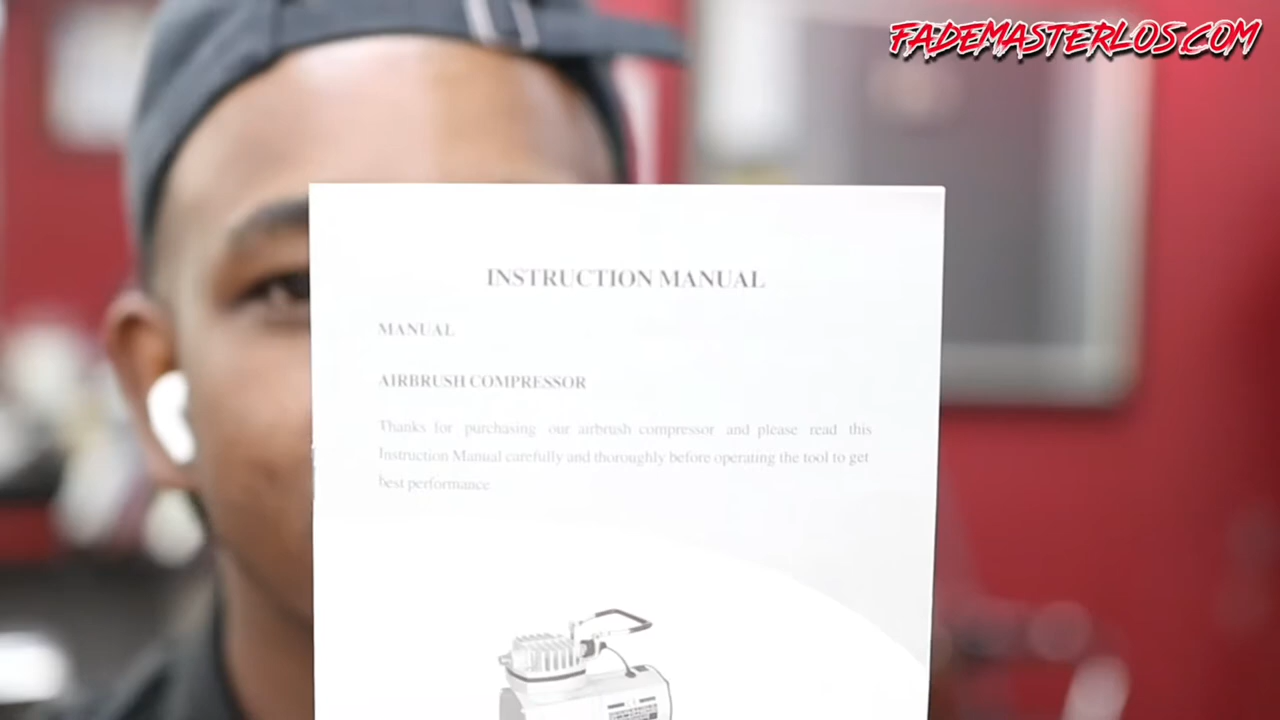 FADEMASTERLOS.COM
INSTRUCTION MANUAL
MANUAL
AIRBRUSH COMPRESSOR
Thanks for purchasing our airbrush compressor and please read this
Instruction Manual carefully and thoroughly before operating the tool to get
best performance.